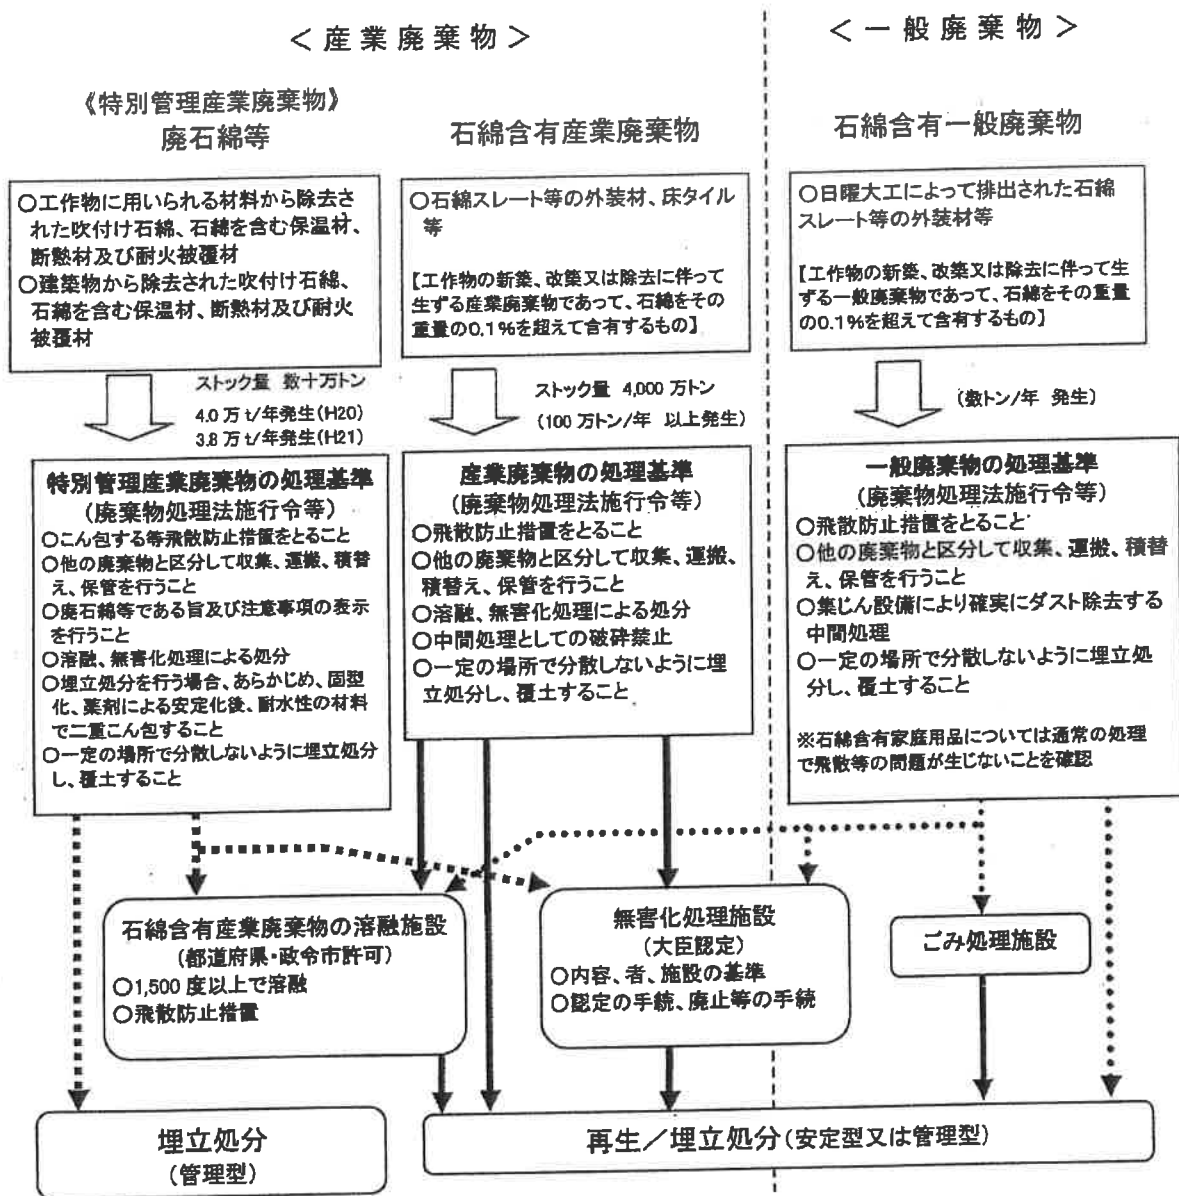 ＜産業廃棄物＞
＜一般廃棄物＞
《特別管理産業廃棄物》
廃石綿等
石綿含有産業廃棄物
石綿含有一般廃棄物
○工作物に用いられる材料から除去さ
れた吹付け石綿、石綿を含む保温材、
断熱材及び耐火被覆材
○建築物から除去された吹付け石綿、
石綿を含む保温材、断熱材及び耐火
被覆材
○石綿スレート等の外装材、床タイル
等
【工作物の新築、改築又は除去に伴って
生ずる産業廃棄物であって、石綿をその
重量の0.1％を超えて含有するもの】
○日曜大工によって排出された石綿
スレート等の外装材等
【工作物の新築、改築又は除去に伴って生
ずる一般廃棄物であって、石綿をその重量
の0.1％を超えて含有するもの】
ストック量 数十万トン
4.0 万 t/年発生(H20)
3.8 万 t/年発生(H21)
ストック量 4,000 万トン
(100 万トン/年 以上発生)
(数トン/年 発生)
特別管理産業廃棄物の処理基準
(廃棄物処理法施行令等)
○こん包する等飛散防止措置をとること
○他の廃棄物と区分して収集、運搬、積替
え、保管を行うこと
○廃石綿等である旨及び注意事項の表示
を行うこと
○溶融、無害化処理による処分
○埋立処分を行う場合、あらかじめ、固型
化、薬剤による安定化後、耐水性の材料
で二重こん包すること
○一定の場所で分散しないように埋立処分
し、覆土すること
産業廃棄物の処理基準
(廃棄物処理法施行令等)
○飛散防止措置をとること
○他の廃棄物と区分して収集、運搬、
積替え、保管を行うこと
○溶融、無害化処理による処分
○中間処理としての破砕禁止
○一定の場所で分散しないように埋
立処分し、覆土すること
一般廃棄物の処理基準
(廃棄物処理法施行令等)
○飛散防止措置をとること
○他の廃棄物と区分して収集、運搬、積替
え、保管を行うこと
○集じん設備により確実にダスト除去する
中間処理
○一定の場所で分散しないように埋立処
分し、覆土すること
※石綿含有家庭用品については通常の処理
で飛散等の問題が生じないことを確認
石綿含有産業廃棄物の溶融施設
(都道府県・政令市許可)
○1,500 度以上で溶融
○飛散防止措置
無害化処理施設
(大臣認定)
○内容、者、施設の基準
○認定の手続、廃止等の手続
ごみ処理施設
埋立処分
(管理型)
再生／埋立処分(安定型又は管理型)